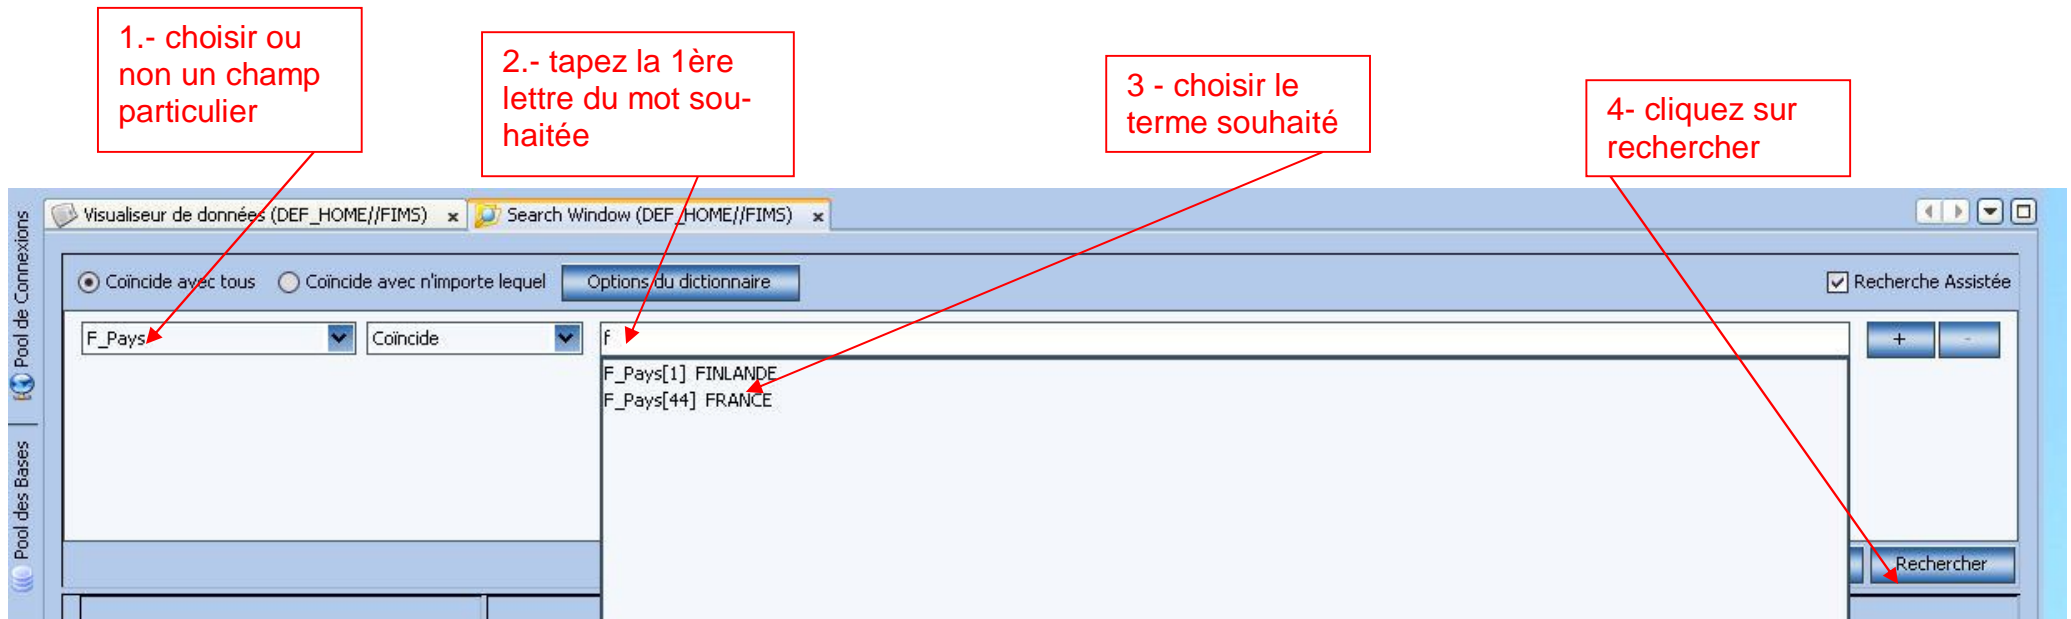 1.- choisir ou
non un champ
particulier
2.- tapez la 1ère
lettre du mot sou-
haitée
3 - choisir le
terme souhaité
4- cliquez sur
rechercher
Visualiseur de données (DEF_HOME//FIMS)
Search Window (DEF_HOME//FIMS)
Pool de Connexions
Pool des Bases
Coïncide avec tous
Coïncide avec n'importe lequel
Options du dictionnaire
Recherche Assistée
F_Pays
Coïncide
f
+
-
F_Pays[1] FINLANDE
F_Pays[44] FRANCE
Rechercher